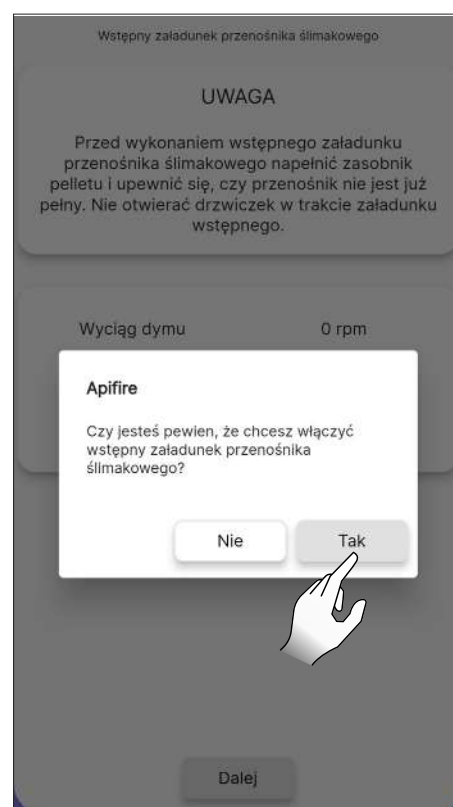 Wstępny załadunek przenośnika ślimakowego
UWAGA
Przed wykonaniem wstępnego załadunku
przenośnika ślimakowego napełnić zasobnik
pelletu i upewnić się, czy przenośnik nie jest już
pełny. Nie otwierać drzwiczek w trakcie załadunku
wstępnego.
Wyciąg dymu 0 rpm
Apifire
Czy jesteś pewien, że chcesz włączyć
wstępny załadunek przenośnika
ślimakowego?
Nie Tak
Dalej